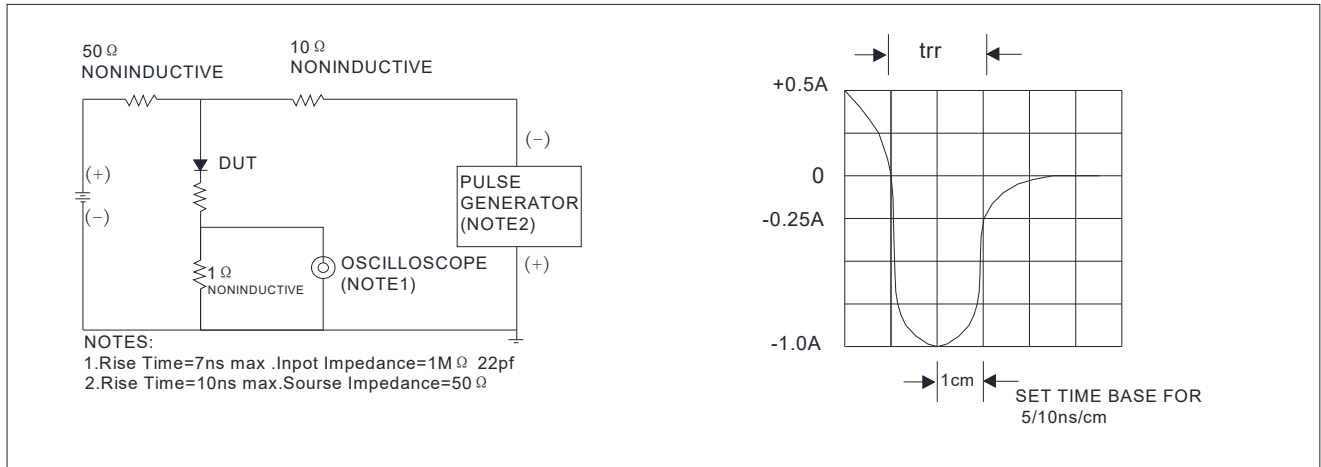 50 Ω
NONINDUCTIVE
10 Ω
NONINDUCTIVE
(+)
(−)
DUT
1 Ω
NONINDUCTIVE
OSCILLOSCOPE
(NOTE1)
(−)
PULSE
GENERATOR
(NOTE2)
(+)
NOTES:
1.Rise Time=7ns max .Inpot Impedance=1M Ω 22pf
2.Rise Time=10ns max.Sourse Impedance=50 Ω
trr
+0.5A
0
-0.25A
-1.0A
1cm
SET TIME BASE FOR
5/10ns/cm